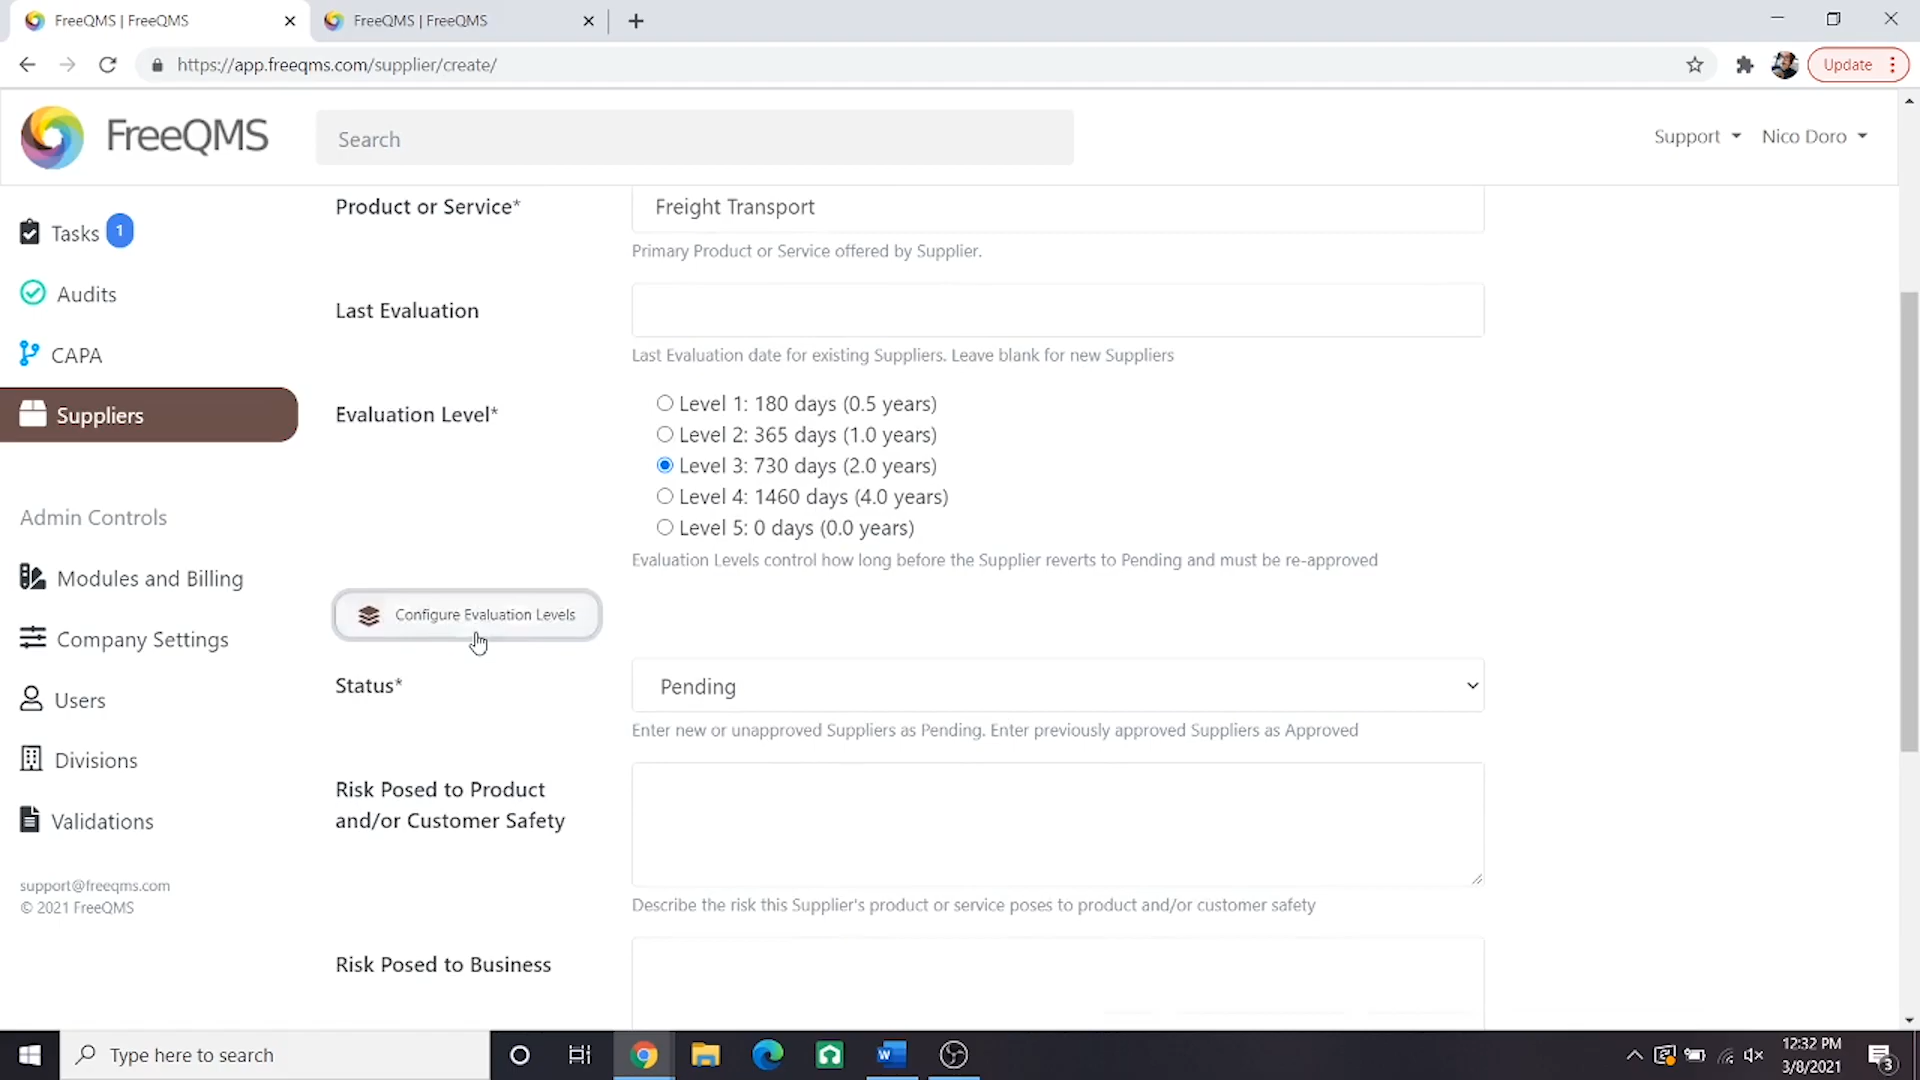 FreeQMS | FreeQMS
FreeQMS | FreeQMS
https://app.freeqms.com/supplier/create/
Update
FreeQMS
Search
Support
Nico Doro
Tasks 1
Audits
CAPA
Suppliers
Admin Controls
Modules and Billing
Company Settings
Users
Divisions
Validations
support@freeqms.com
© 2021 FreeQMS
Product or Service*
Freight Transport
Primary Product or Service offered by Supplier.
Last Evaluation
Last Evaluation date for existing Suppliers. Leave blank for new Suppliers
Evaluation Level*
Level 1: 180 days (0.5 years)
Level 2: 365 days (1.0 years)
Level 3: 730 days (2.0 years)
Level 4: 1460 days (4.0 years)
Level 5: 0 days (0.0 years)
Evaluation Levels control how long before the Supplier reverts to Pending and must be re-approved
Configure Evaluation Levels
Status*
Pending
Enter new or unapproved Suppliers as Pending. Enter previously approved Suppliers as Approved
Risk Posed to Product
and/or Customer Safety
Describe the risk this Supplier's product or service poses to product and/or customer safety
Risk Posed to Business
Type here to search
12:32 PM
3/8/2021
3